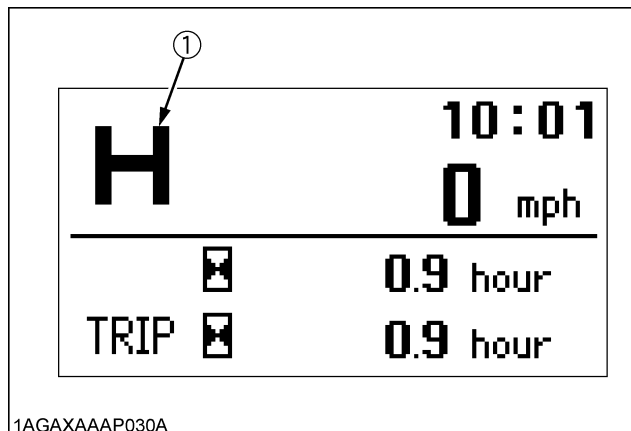 ①
H
10:01
0 mph
0.9 hour
TRIP 0.9 hour
1AGAXAAAP030A